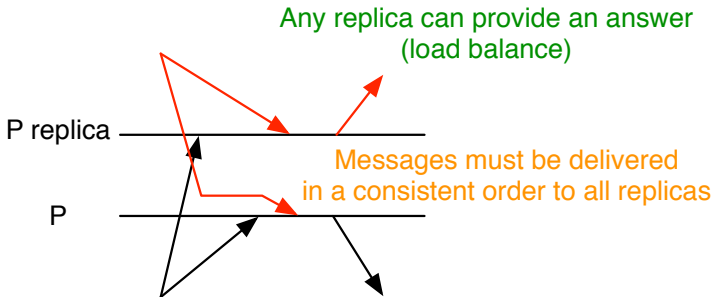 Any replica can provide an answer
(load balance)
P replica
Messages must be delivered
in a consistent order to all replicas
P